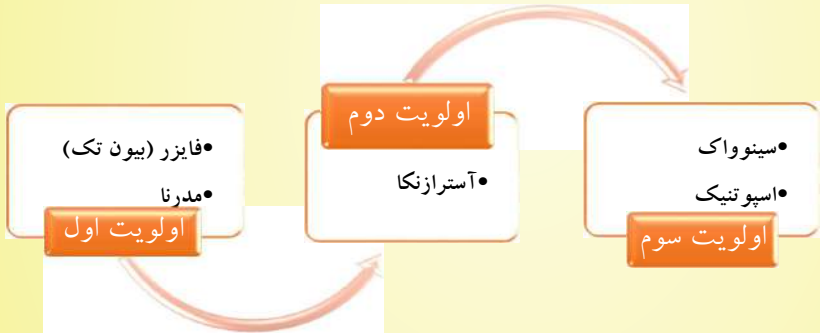 •فایزر (بیون تک)
•مدرنا
اولویت اول
اولویت دوم
•آسترازنکا
•سینوواک
•اسپوتنیک
اولویت سوم